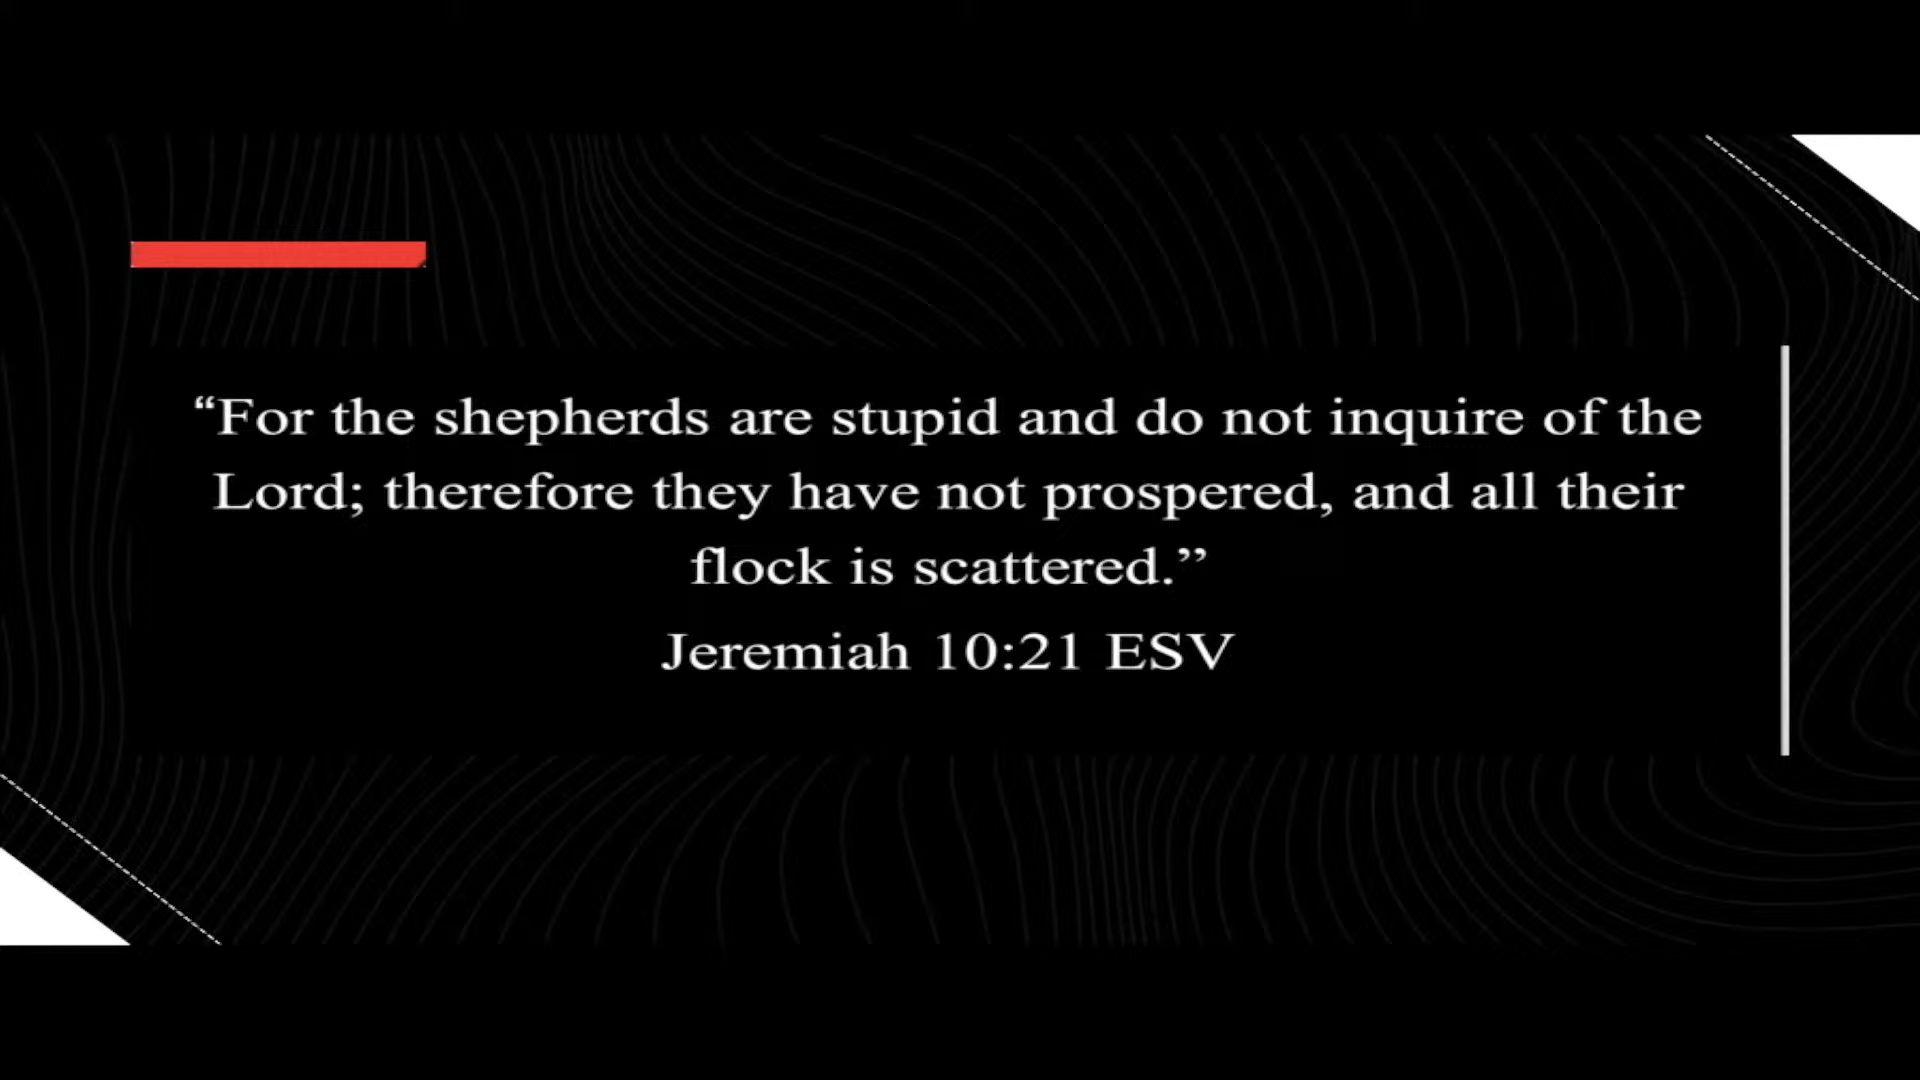 “For the shepherds are stupid and do not inquire of the
Lord; therefore they have not prospered, and all their
flock is scattered.”
Jeremiah 10:21 ESV